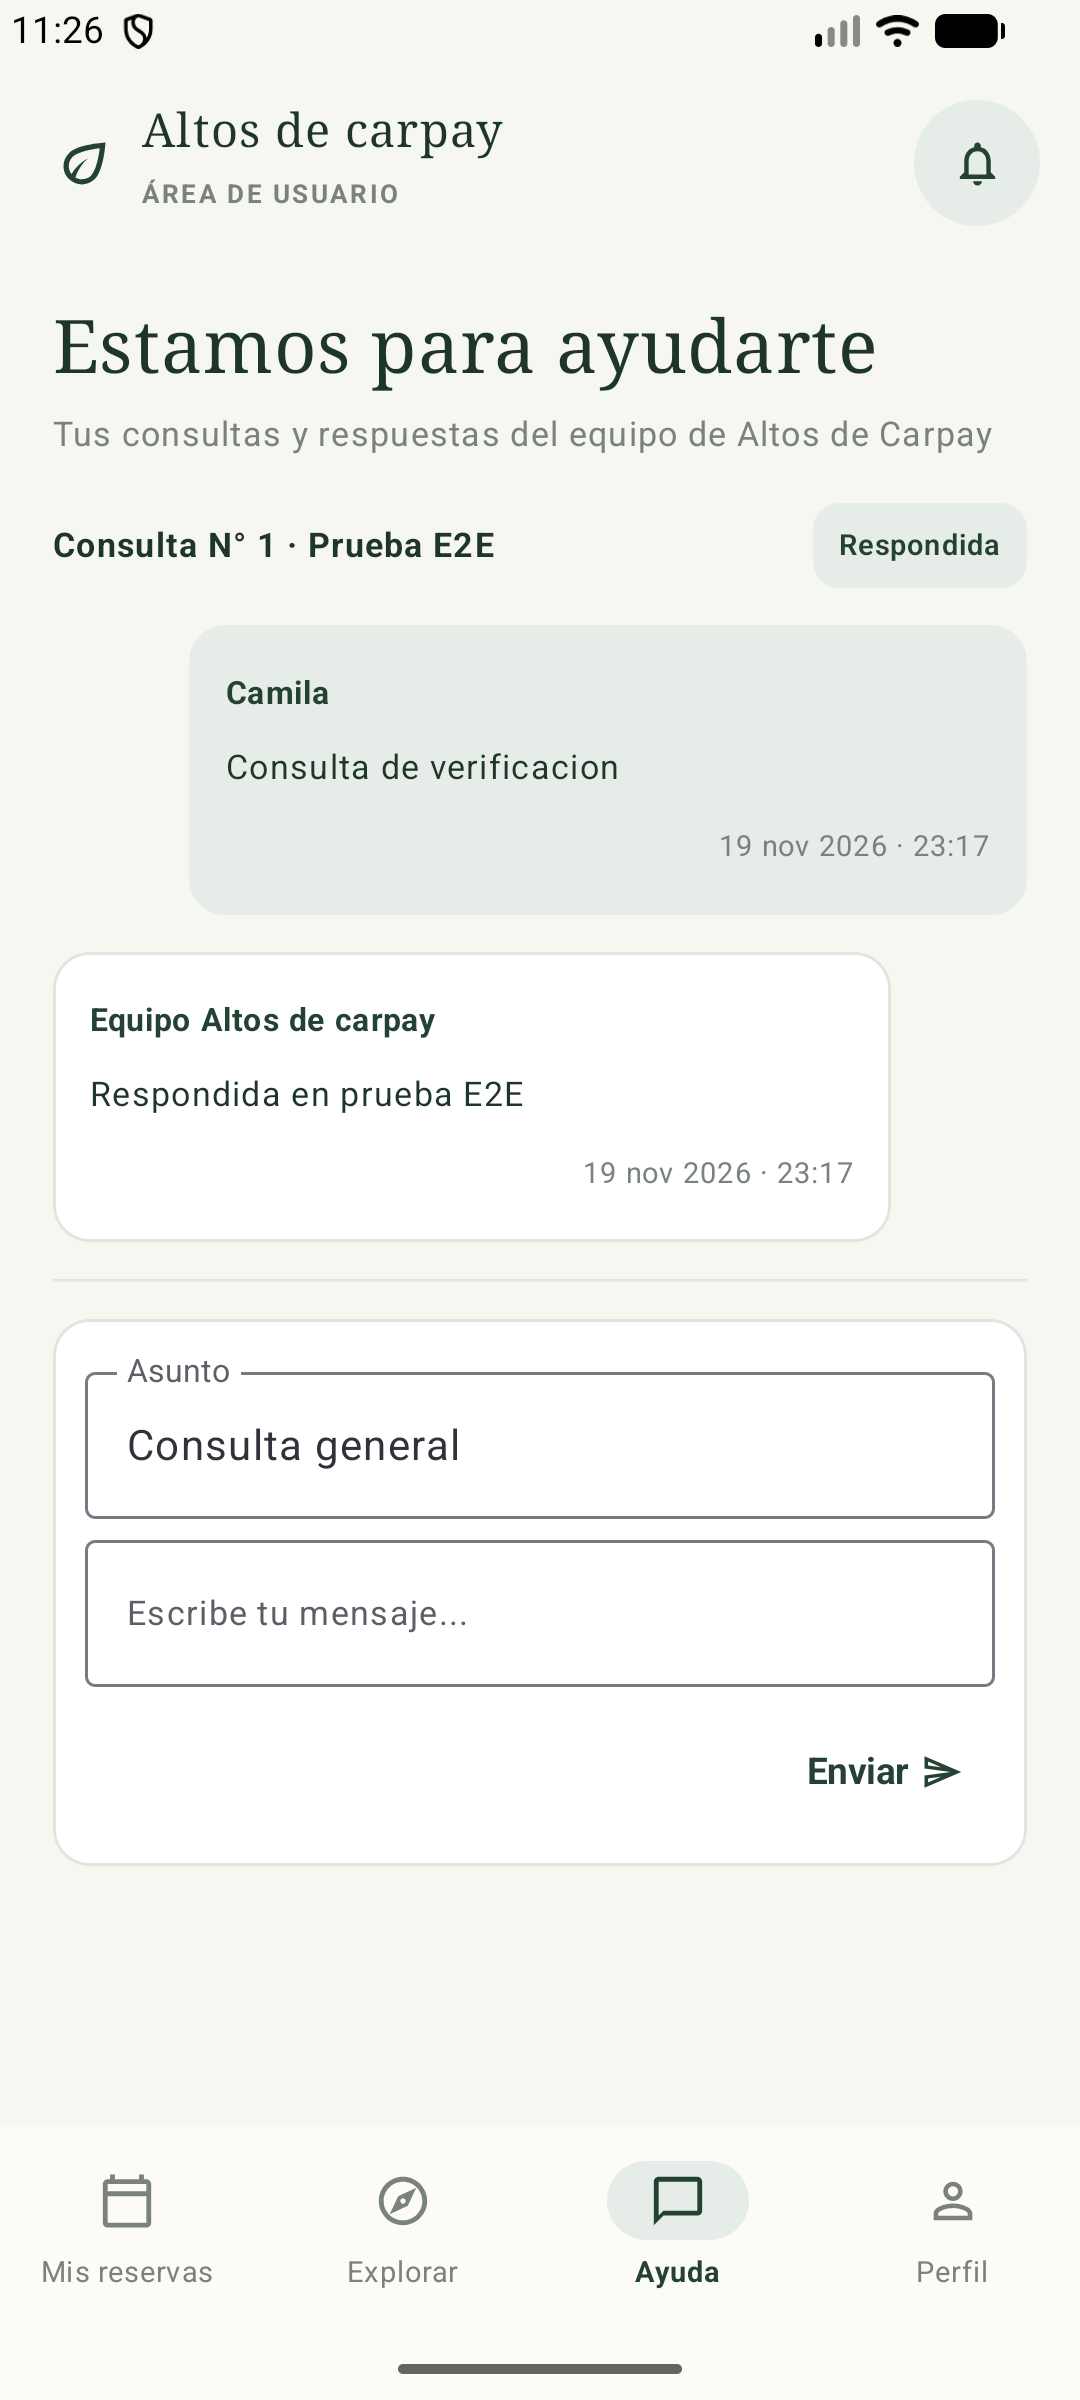 11:26
Altos de carpay
ÁREA DE USUARIO
Estamos para ayudarte
Tus consultas y respuestas del equipo de Altos de Carpay
Consulta N° 1 · Prueba E2E
Respondida
Camila
Consulta de verificacion
19 nov 2026 · 23:17
Equipo Altos de carpay
Respondida en prueba E2E
19 nov 2026 · 23:17
Asunto
Consulta general
Escribe tu mensaje...
Enviar
Mis reservas
Explorar
Ayuda
Perfil